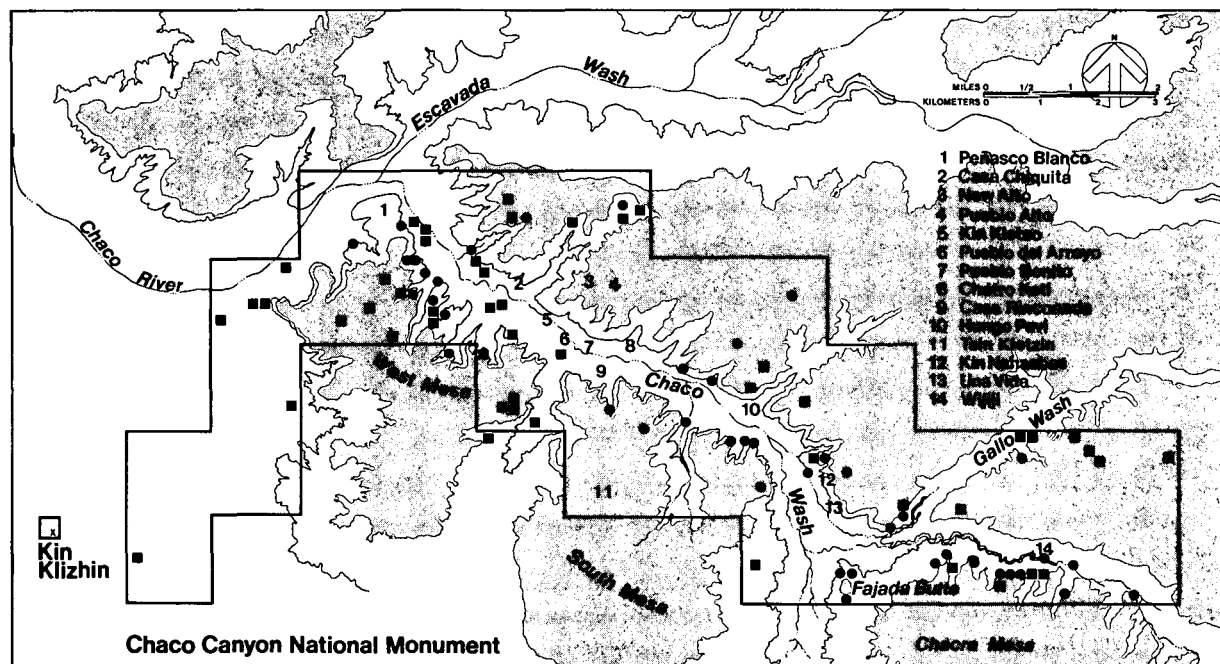 N
Wash
MILES 0 1/2 1 2
KILOMETERS 0 1 2 3
Escavada
1 Peñasco Blanco
2 Casa Chiquita
3 New Alto
4 Pueblo Alto
5 Kin Kletso
6 Pueblo del Arroyo
7 Pueblo Bonito
8 Chetro Ketl
9 Casa Rinconada
10 Hungo Pavi
11 Tsin Kletzin
12 Kin Nahasbas
13 Una Vida
14 Wijiji
1
Chaco
River
2
3
4
5
6
7
8
9
West Mesa
Chaco
10
Gallo Wash
11
12
13
Wash
x
Kin
Klizhin
14
South Mesa
Fajada Butte
Chacra Mesa
Chaco Canyon National Monument